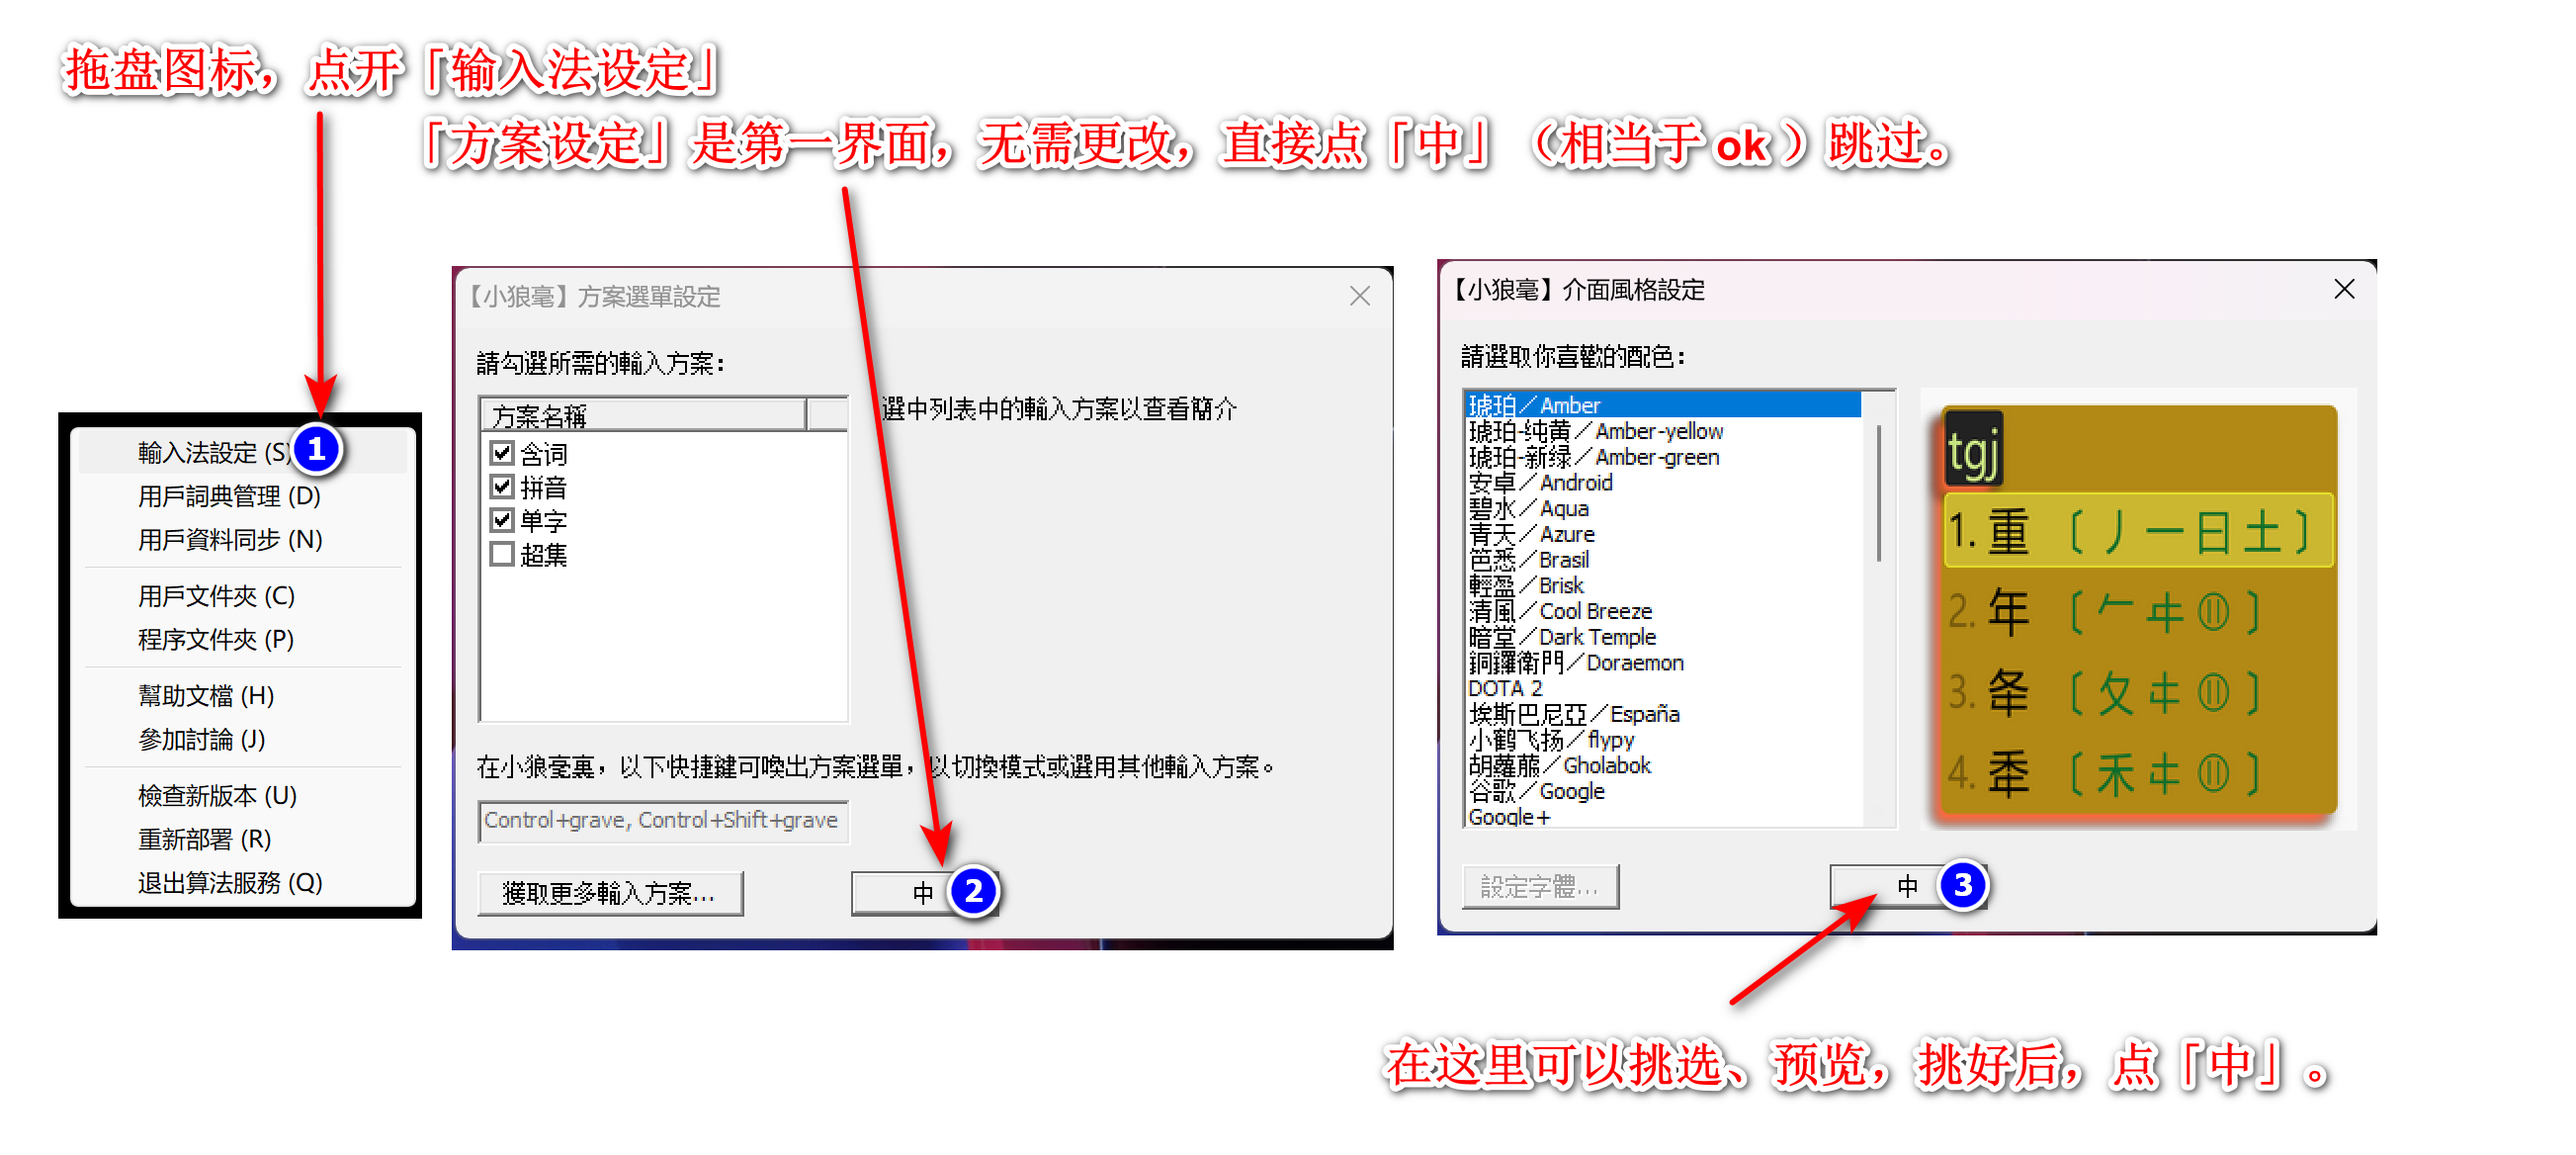 拖盘图标，点开「输入法设定」
「方案设定」是第一界面，无需更改，直接点「中」（相当于 ok ）跳过。
輸入法設定 (S)
1
用戶詞典管理 (D)
用戶資料同步 (N)
用戶文件夾 (C)
程序文件夾 (P)
幫助文檔 (H)
參加討論 (J)
檢查新版本 (U)
重新部署 (R)
退出算法服務 (Q)
【小狼毫】方案選單設定
請勾選所需的輸入方案：
方案名稱
選中列表中的輸入方案以查看簡介
含词
拼音
单字
超集
在小狼毫裏，以下快捷鍵可喚出方案選單，以切換模式或選用其他輸入方案。
Control+grave, Control+Shift+grave
獲取更多輸入方案...
中
2
【小狼毫】介面風格設定
請選取你喜歡的配色：
琥珀／Amber
琥珀-纯黄／Amber-yellow
琥珀-新绿／Amber-green
安卓／Android
碧水／Aqua
青天／Azure
芭悉／Brasil
輕盈／Brisk
清風／Cool Breeze
暗堂／Dark Temple
銅鑼衛門／Doraemon
DOTA 2
埃斯巴尼亞／España
小鹤飞扬／flypy
胡蘿蔔／Gholabok
谷歌／Google
Google+
tgj
1. 重 〔丿一日土〕
2. 年 〔𠂉㐄⑪〕
3. 夅 〔夂㐄⑪〕
4.
設定字體...
中
3
在这里可以挑选、预览，挑好后，点「中」。